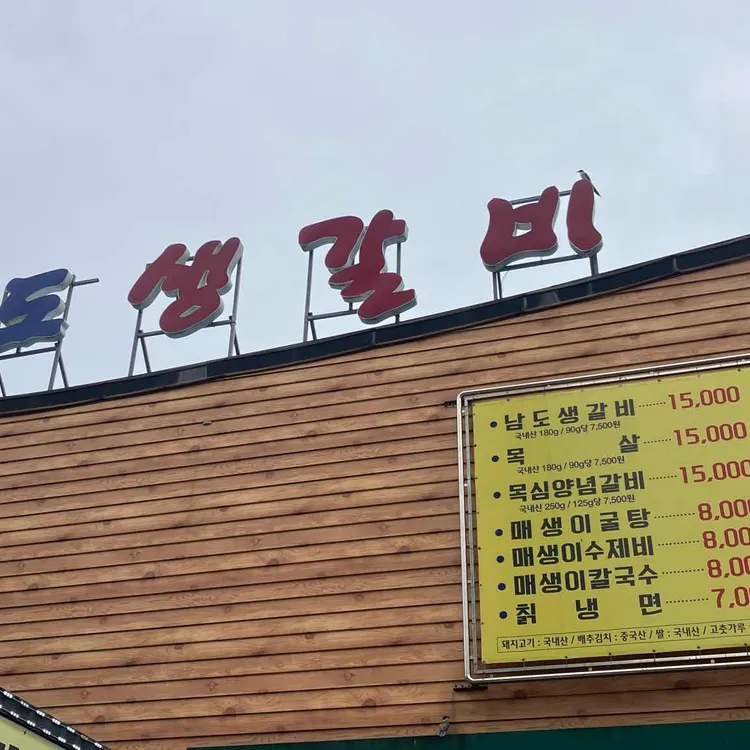 도생갈비
남도생갈비 ······ 15,000
국내산 180g / 90g당 7,500원
목 살 ······ 15,000
국내산 180g / 90g당 7,500원
목심양념갈비 ······ 15,000
국내산 250g / 125g당 7,500원
매생이굴탕 ······ 8,00
매생이수제비 ······ 8,00
매생이칼국수 ······ 8,00
칡 냉 면 ······ 7,0
돼지고기 : 국내산 / 배추김치 : 중국산 / 쌀 : 국내산 / 고춧가루